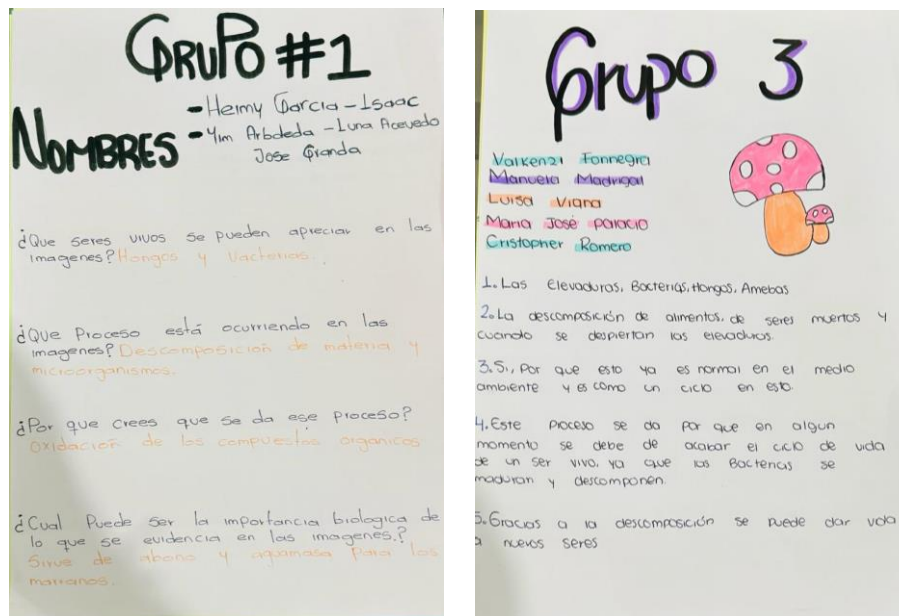 GRUPO #1
NOMBRES
- Heimy Garcia - Isaac
- Yim Arboleda - Luna Acevedo
Jose Granda
¿Que seres vivos se pueden apreciar en las
imagenes? Hongos y Vacterias.
¿Que Proceso está ocurriendo en las
imagenes? Descomposición de materia y
microorganismos.
¿Por que crees que se da ese proceso?
Oxidación de los compuestos organicos
¿Cual Puede ser la importancia biologica de
lo que se evidencia en las imagenes.?
Sirve de abono y aguamasa para los
marranos.
Grupo 3
Valkenzi Fonnegra
Manuela Madrigal
Luisa Viana
Maria José Palacio
Cristopher Romero
1. Las elevaduras, Bacterias, Hongos, Amebas
2. La descomposición de alimentos, de seres muertos y
cuando se despiertan las elevaduras.
3. Si, Por que esto ya es normal en el medio
ambiente y es como un ciclo en esto.
4. Este proceso se da por que en algun
momento se debe de acabar el ciclo de vida
de un ser vivo, ya que las Bacterias se
maduran y descomponen.
5. Gracias a la descomposición se puede dar vida
a nuevos seres